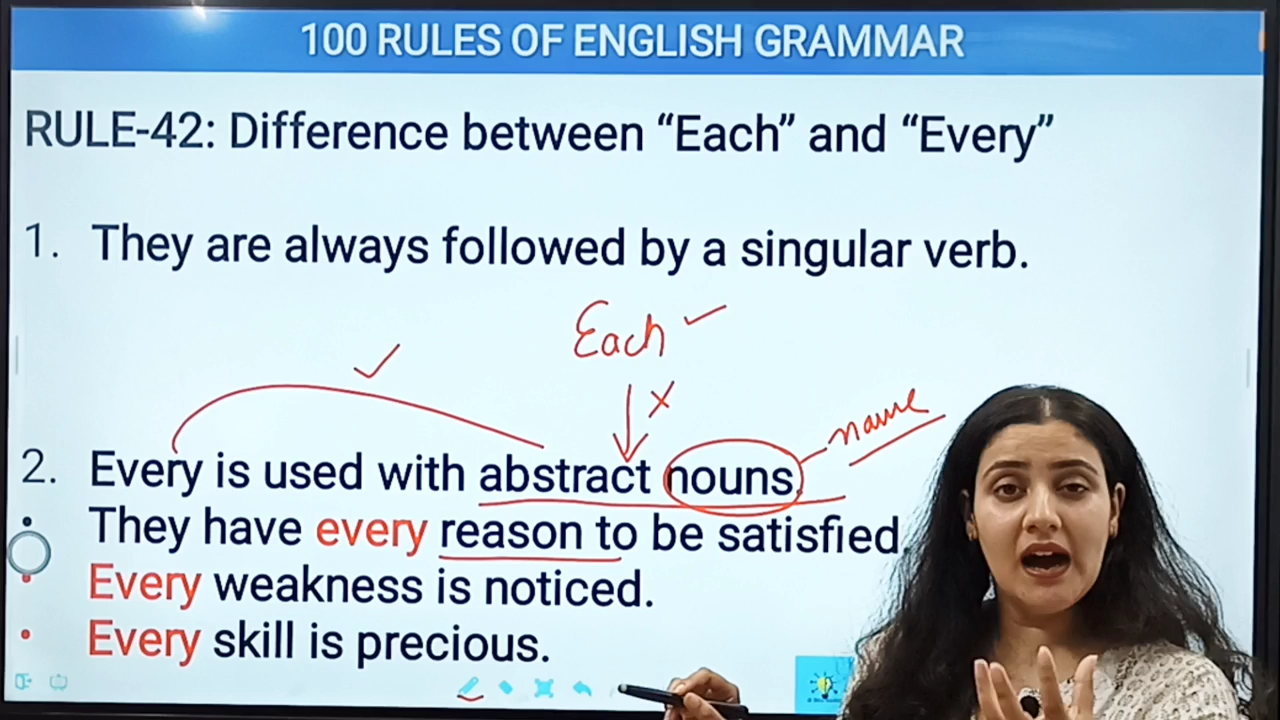 100 RULES OF ENGLISH GRAMMAR
RULE-42: Difference between “Each” and “Every”
1. They are always followed by a singular verb.
Each
name
2. Every is used with abstract nouns.
• They have every reason to be satisfied.
• Every weakness is noticed.
• Every skill is precious.